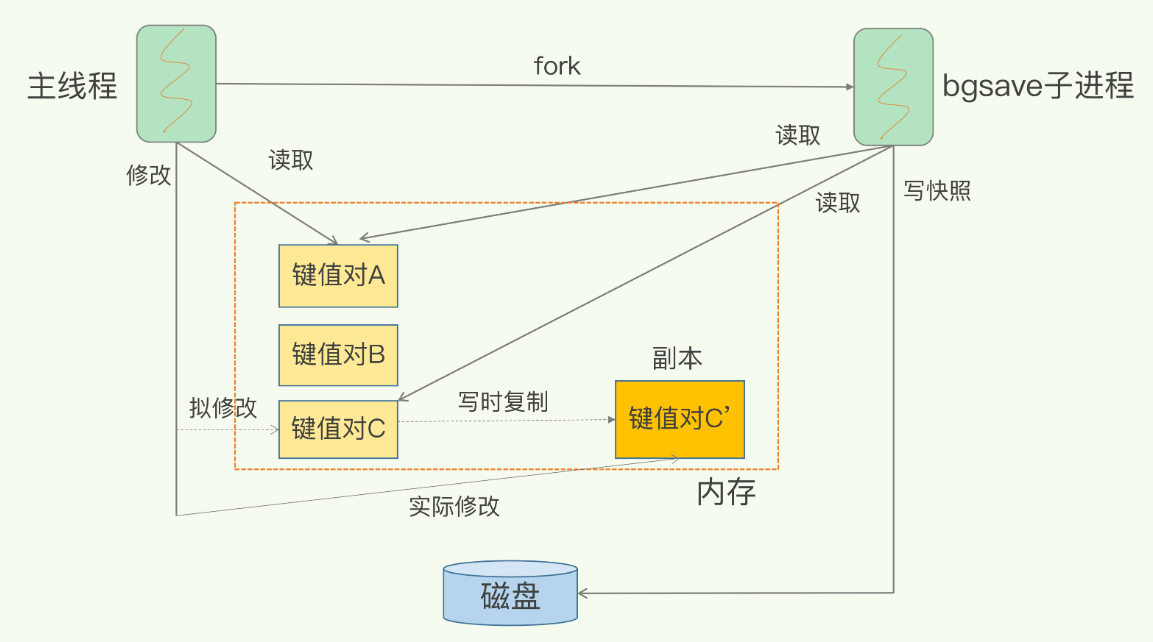 fork
主线程
bgsave子进程
读取
读取
修改
写快照
读取
键值对A
键值对B
副本
拟修改
写时复制
键值对C
键值对C’
内存
实际修改
磁盘